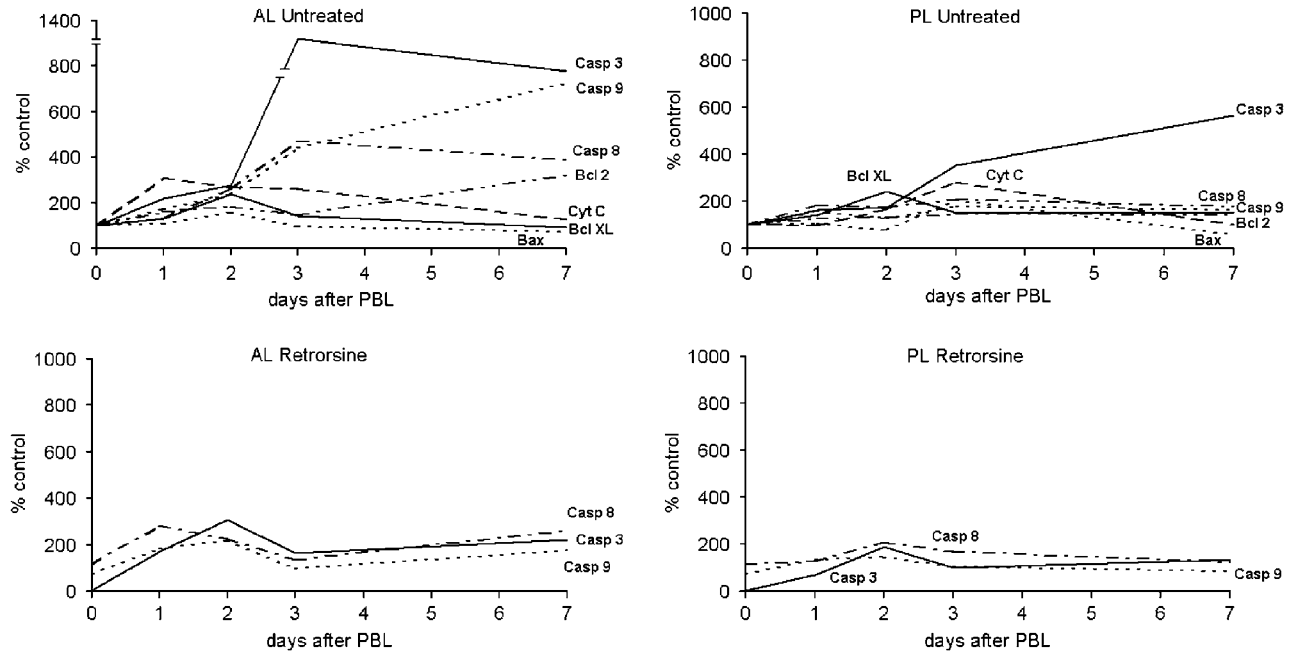 AL Untreated
1400
800
600
400
200
0
% control
0 1 2 3 4 5 6 7
days after PBL
Casp 3
Casp 9
Casp 8
Bcl 2
Cyt C
Bcl XL
Bax
PL Untreated
1000
800
600
400
200
0
% control
0 1 2 3 4 5 6 7
days after PBL
Casp 3
Bcl XL
Cyt C
Casp 8
Casp 9
Bcl 2
Bax
AL Retrorsine
1000
800
600
400
200
0
% control
0 1 2 3 4 5 6 7
days after PBL
Casp 8
Casp 3
Casp 9
PL Retrorsine
1000
800
600
400
200
0
% control
0 1 2 3 4 5 6 7
days after PBL
Casp 8
Casp 3
Casp 9